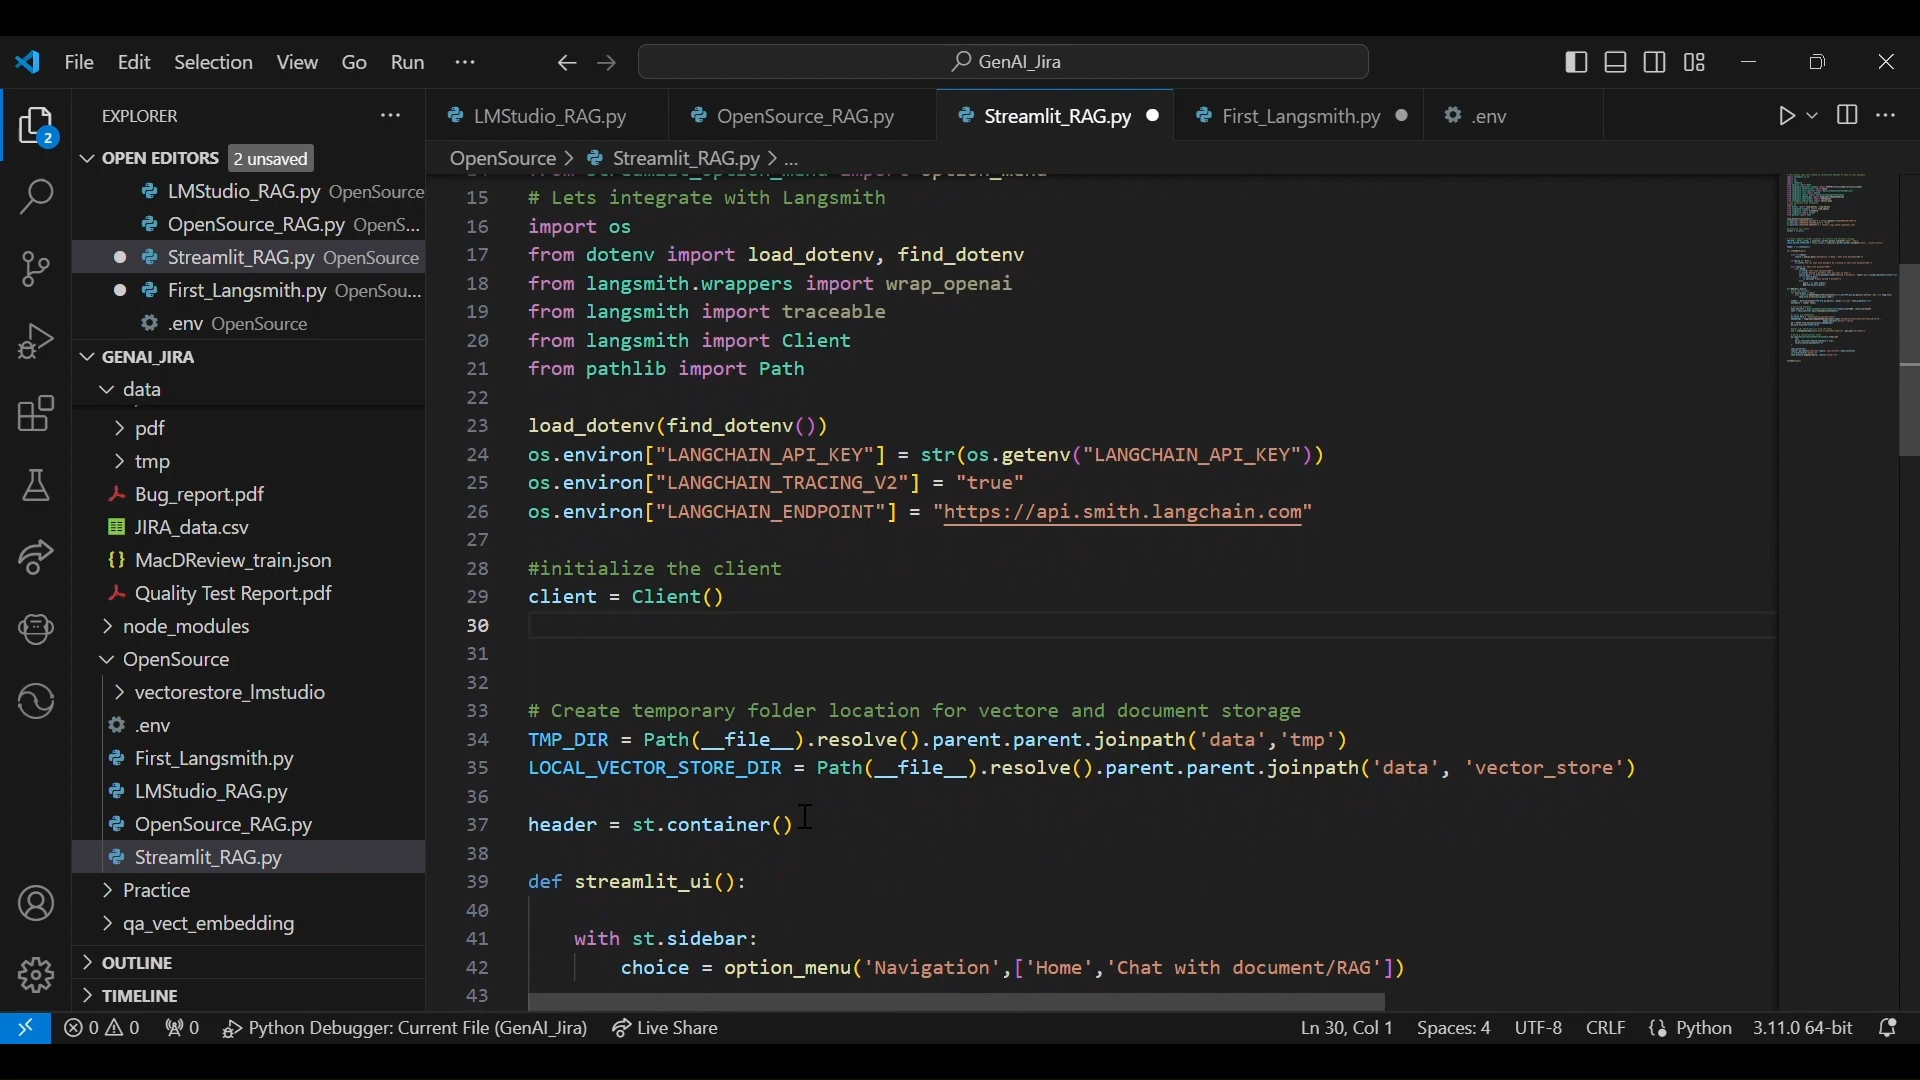 File Edit Selection View Go Run ···
GenAI_Jira
EXPLORER ···
OPEN EDITORS 2 unsaved
LMStudio_RAG.py OpenSource
OpenSource_RAG.py OpenS...
Streamlit_RAG.py OpenSource
First_Langsmith.py OpenSou...
.env OpenSource
GENAI_JIRA
data
pdf
tmp
Bug_report.pdf
JIRA_data.csv
MacDReview_train.json
Quality Test Report.pdf
node_modules
OpenSource
vectorestore_lmstudio
.env
First_Langsmith.py
LMStudio_RAG.py
OpenSource_RAG.py
Streamlit_RAG.py
Practice
qa_vect_embedding
OUTLINE
TIMELINE
2
LMStudio_RAG.py OpenSource_RAG.py Streamlit_RAG.py First_Langsmith.py .env
OpenSource > Streamlit_RAG.py > ...
15 # Lets integrate with Langsmith
16 import os
17 from dotenv import load_dotenv, find_dotenv
18 from langsmith.wrappers import wrap_openai
19 from langsmith import traceable
20 from langsmith import Client
21 from pathlib import Path
22
23 load_dotenv(find_dotenv())
24 os.environ["LANGCHAIN_API_KEY"] = str(os.getenv("LANGCHAIN_API_KEY"))
25 os.environ["LANGCHAIN_TRACING_V2"] = "true"
26 os.environ["LANGCHAIN_ENDPOINT"] = "https://api.smith.langchain.com"
27
28 #initialize the client
29 client = Client()
30
31
32
33 # Create temporary folder location for vectore and document storage
34 TMP_DIR = Path(__file__).resolve().parent.parent.joinpath('data','tmp')
35 LOCAL_VECTOR_STORE_DIR = Path(__file__).resolve().parent.parent.joinpath('data', 'vector_store')
36
37 header = st.container()
38
39 def streamlit_ui():
40
41 with st.sidebar:
42 choice = option_menu('Navigation',['Home','Chat with document/RAG'])
43
0 0 0 Python Debugger: Current File (GenAI_Jira) Live Share Ln 30, Col 1 Spaces: 4 UTF-8 CRLF Python 3.11.0 64-bit